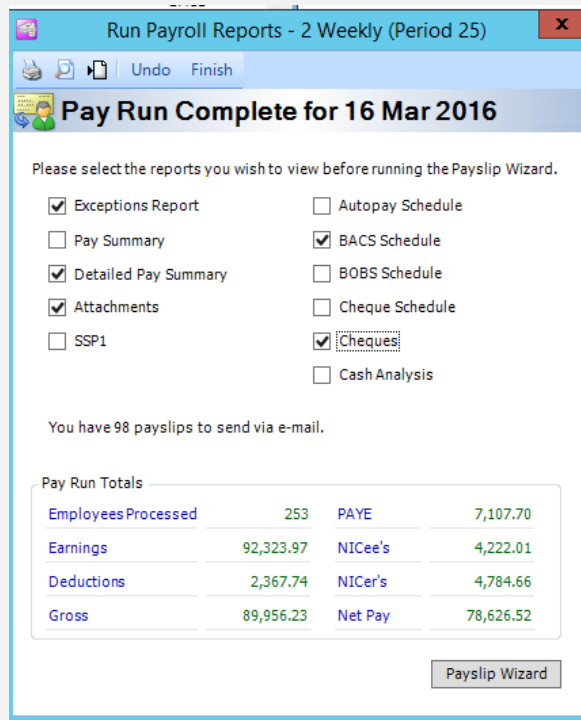 Run Payroll Reports - 2 Weekly (Period 25)
x
Undo Finish
Pay Run Complete for 16 Mar 2016
Please select the reports you wish to view before running the Payslip Wizard.
Exceptions Report
Autopay Schedule
Pay Summary
BACS Schedule
Detailed Pay Summary
BOBS Schedule
Attachments
Cheque Schedule
SSP1
Cheques
Cash Analysis
You have 98 payslips to send via e-mail.
Pay Run Totals
Employees Processed 253 PAYE 7,107.70
Earnings 92,323.97 NICee's 4,222.01
Deductions 2,367.74 NICer's 4,784.66
Gross 89,956.23 Net Pay 78,626.52
Payslip Wizard